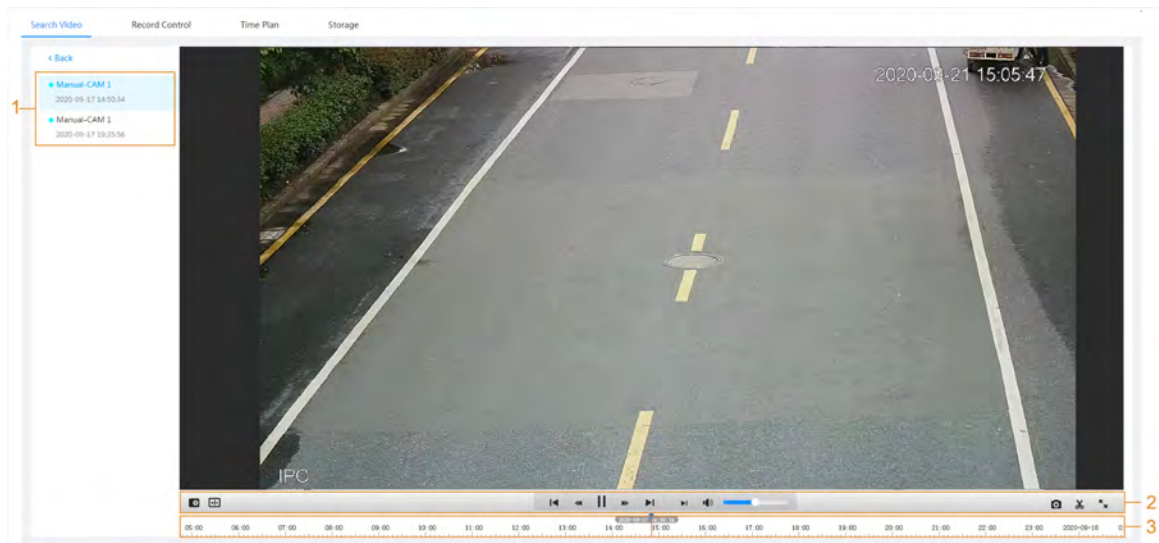 Search Video Record Control Time Plan Storage
< Back
Manual-CAM 1
2020-09-17 14:50:34
Manual-CAM 1
2020-09-17 19:35:56
1
15:05:47
IPC
2
05:00 06:00 07:00 08:00 09:00 10:00 11:00 12:00 13:00 14:00 15:00 16:00 17:00 18:00 19:00 20:00 21:00 22:00 23:00 2020-09-18 0
3